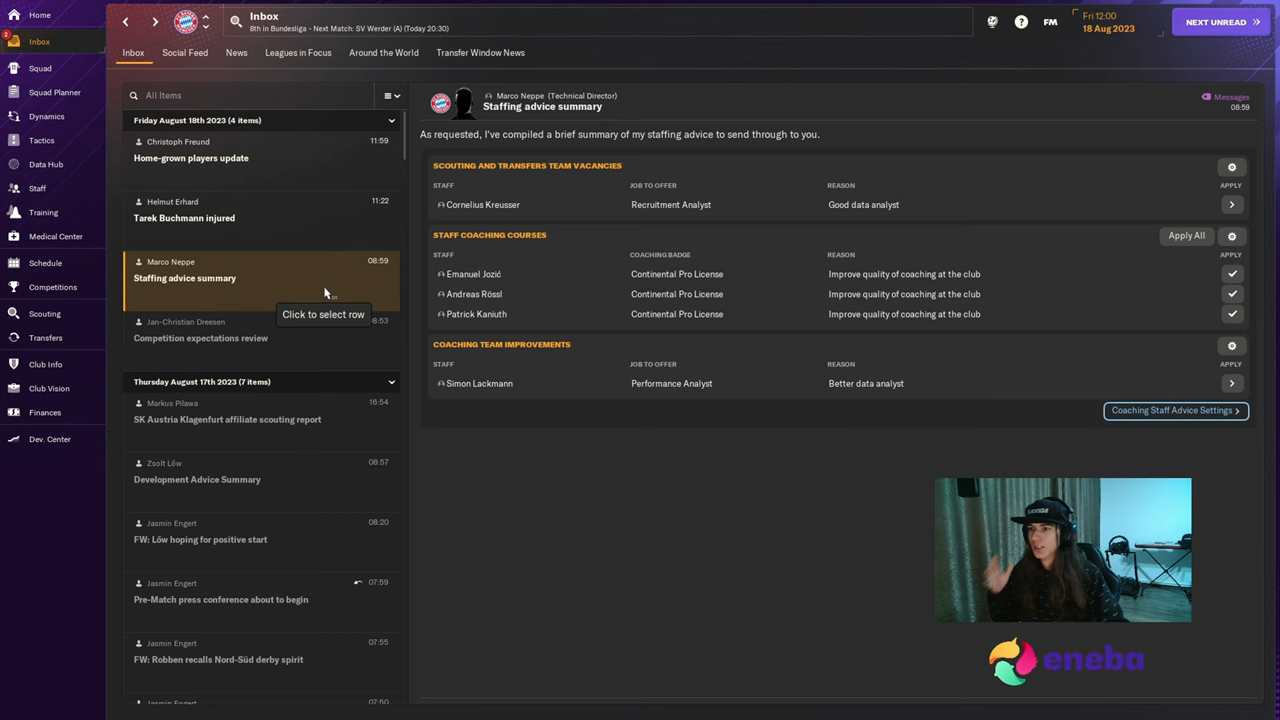 Home
2
Inbox
Squad
Squad Planner
Dynamics
Tactics
Data Hub
Staff
Training
Medical Center
Schedule
Competitions
Scouting
Transfers
Club Info
Club Vision
Finances
Dev. Center
Inbox
8th in Bundesliga - Next Match: SV Werder (A) (Today 20:30)
?
FM
Fri 12:00
18 Aug 2023
NEXT UNREAD
Inbox
Social Feed
News
Leagues in Focus
Around the World
Transfer Window News
All Items
Friday August 18th 2023 (4 items)
Christoph Freund
11:59
Home-grown players update
Helmut Erhard
11:22
Tarek Buchmann injured
Marco Neppe
08:59
Staffing advice summary
Click to select row
Jan-Christian Dreesen
8:53
Competition expectations review
Thursday August 17th 2023 (7 items)
Markus Pilawa
16:54
SK Austria Klagenfurt affiliate scouting report
Zsolt Lőw
08:57
Development Advice Summary
Jasmin Engert
08:20
FW: Lőw hoping for positive start
Jasmin Engert
07:59
Pre-Match press conference about to begin
Jasmin Engert
07:55
FW: Robben recalls Nord-Süd derby spirit
Jasmin Engert
07:50
Marco Neppe (Technical Director)
Staffing advice summary
Messages
08:59
As requested, I've compiled a brief summary of my staffing advice to send through to you.
SCOUTING AND TRANSFERS TEAM VACANCIES
STAFF JOB TO OFFER REASON APPLY
Cornelius Kreusser Recruitment Analyst Good data analyst
STAFF COACHING COURSES
Apply All
STAFF COACHING BADGE REASON APPLY
Emanuel Jozić Continental Pro License Improve quality of coaching at the club
Andreas Rössl Continental Pro License Improve quality of coaching at the club
Patrick Kaniuth Continental Pro License Improve quality of coaching at the club
COACHING TEAM IMPROVEMENTS
STAFF JOB TO OFFER REASON APPLY
Simon Lackmann Performance Analyst Better data analyst
Coaching Staff Advice Settings
eneba